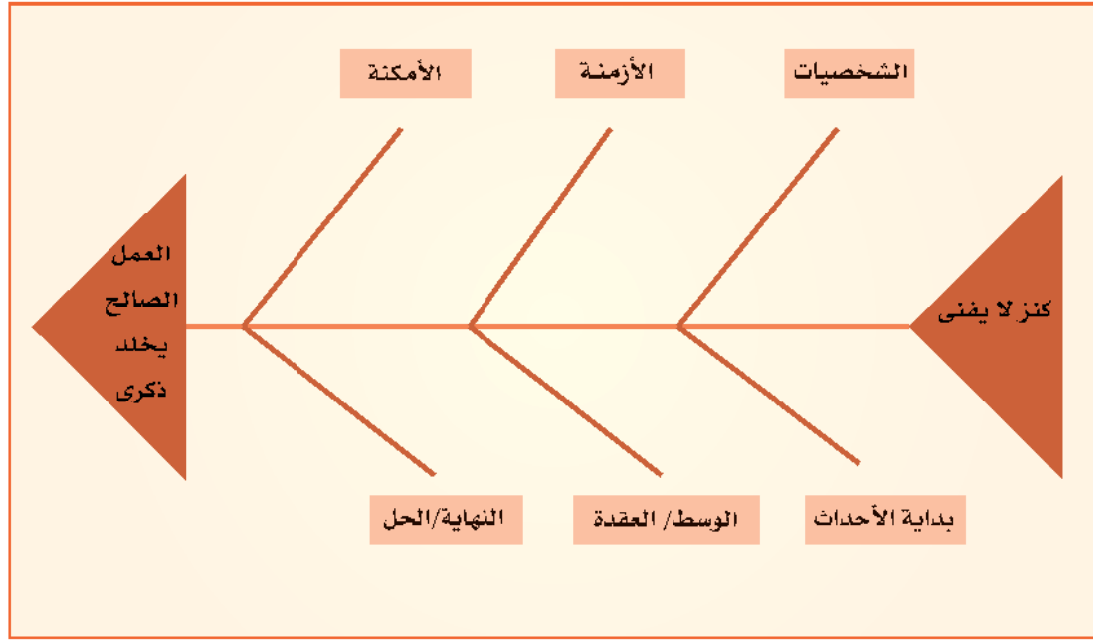 الشخصيات
الأزمنة
الأمكنة
كنز لا يفنى
العمل
الصالح
يخلد
ذكرى
بداية الأحداث
الوسط/ العقدة
النهاية/الحل